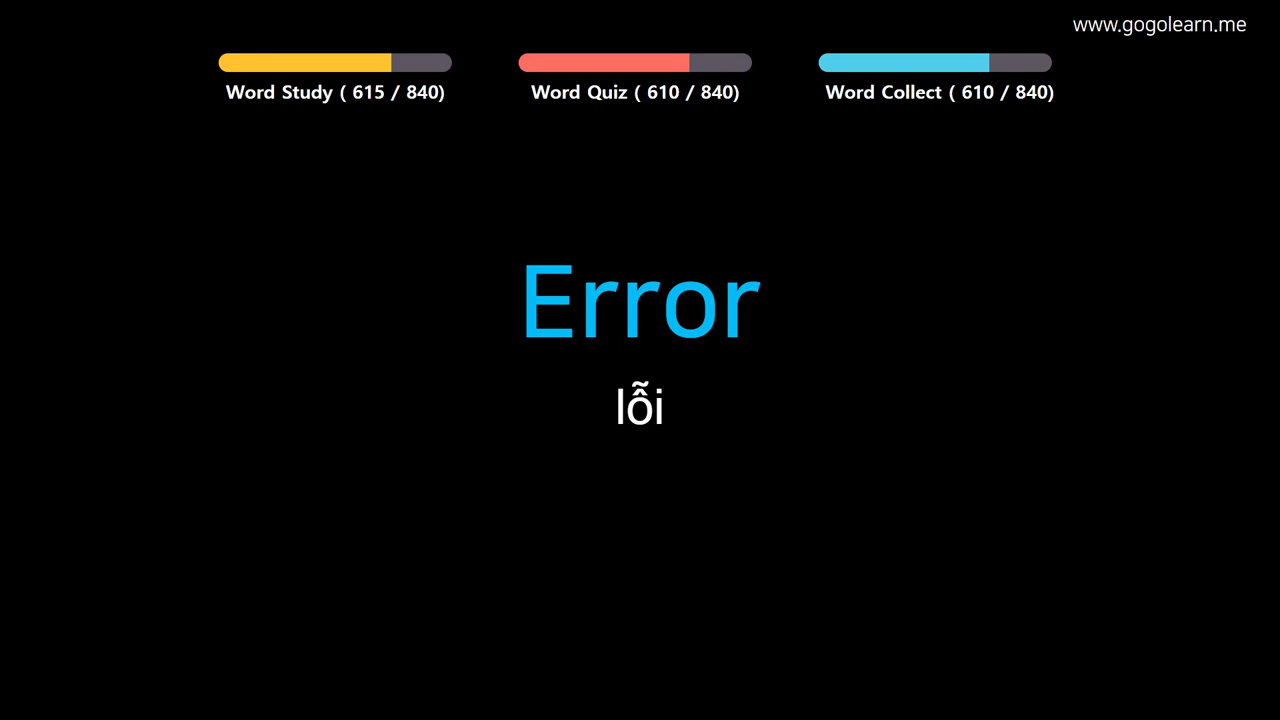 www.gogolearn.me
Word Study ( 615 / 840)
Word Quiz ( 610 / 840)
Word Collect ( 610 / 840)
Error
lỗi